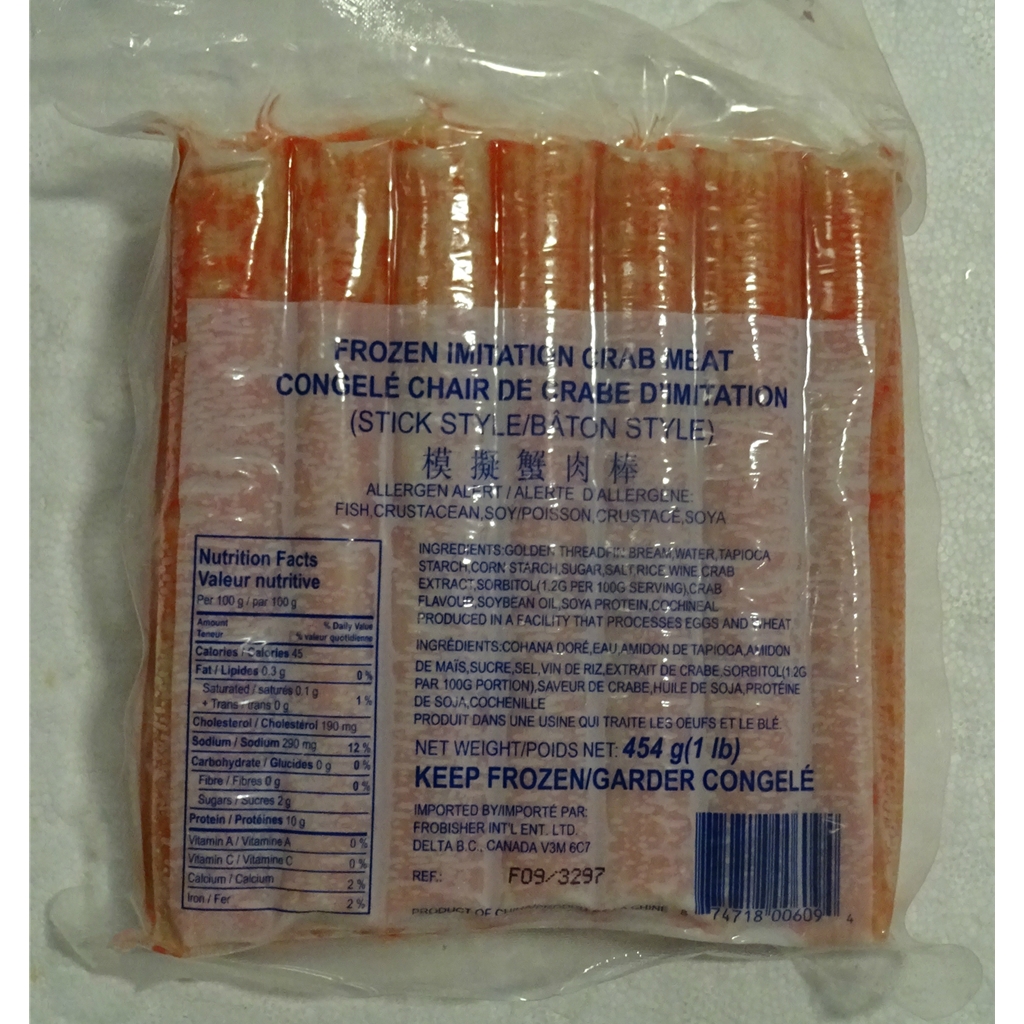 FROZEN IMITATION CRAB MEAT
CONGELÉ CHAIR DE CRABE D'IMITATION
(STICK STYLE/BÂTON STYLE)
模擬蟹肉棒
ALLERGEN ALERT / ALERTE D'ALLERGENE:
FISH,CRUSTACEAN,SOY/POISSON,CRUSTACÉ,SOYA
Nutrition Facts
Valeur nutritive
Per 100 g / par 100 g
Amount % Daily Value
Teneur % valeur quotidienne
Calories / Calories 45
Fat / Lipides 0.3 g 0 %
Saturated / saturés 0.1 g
+ Trans / trans 0 g 1 %
Cholesterol / Cholestérol 190 mg
Sodium / Sodium 290 mg 12 %
Carbohydrate / Glucides 0 g 0 %
Fibre / Fibres 0 g 0 %
Sugars / Sucres 2 g
Protein / Protéines 10 g
Vitamin A / Vitamine A 0 %
Vitamin C / Vitamine C 0 %
Calcium / Calcium 2 %
Iron / Fer 2 %
INGREDIENTS:GOLDEN THREADFIN BREAM,WATER,TAPIOCA
STARCH,CORN STARCH,SUGAR,SALT,RICE WINE,CRAB
EXTRACT,SORBITOL(1.2G PER 100G SERVING),CRAB
FLAVOUR,SOYBEAN OIL,SOYA PROTEIN,COCHINEAL
PRODUCED IN A FACILITY THAT PROCESSES EGGS AND WHEAT.
INGRÉDIENTS:COHANA DORÉ,EAU,AMIDON DE TAPIOCA,AMIDON
DE MAÏS,SUCRE,SEL,VIN DE RIZ,EXTRAIT DE CRABE,SORBITOL(1.2G
PAR 100G PORTION),SAVEUR DE CRABE,HUILE DE SOJA,PROTÉINE
DE SOJA,COCHENILLE
PRODUIT DANS UNE USINE QUI TRAITE LES OEUFS ET LE BLÉ.
NET WEIGHT/POIDS NET: 454 g(1 lb)
KEEP FROZEN/GARDER CONGELÉ
IMPORTED BY/IMPORTÉ PAR:
FROBISHER INT'L ENT. LTD.
DELTA B.C., CANADA V3M 6C7
REF.: F09/3297
PRODUCT OF
6 74718 00609 4